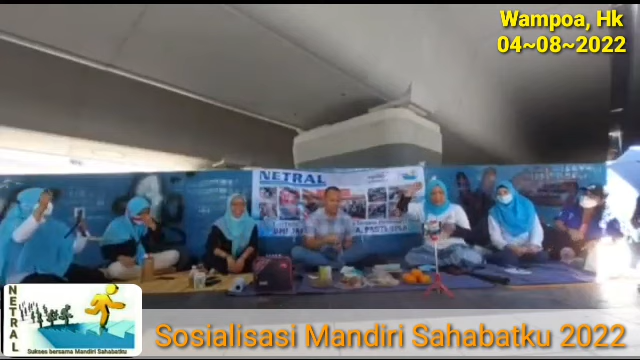 Wampoa, Hk
04~08~2022
NETRAL
NETRAL
Sukses bersama Mandiri Sahabatku
Sosialisasi Mandiri Sahabatku 2022